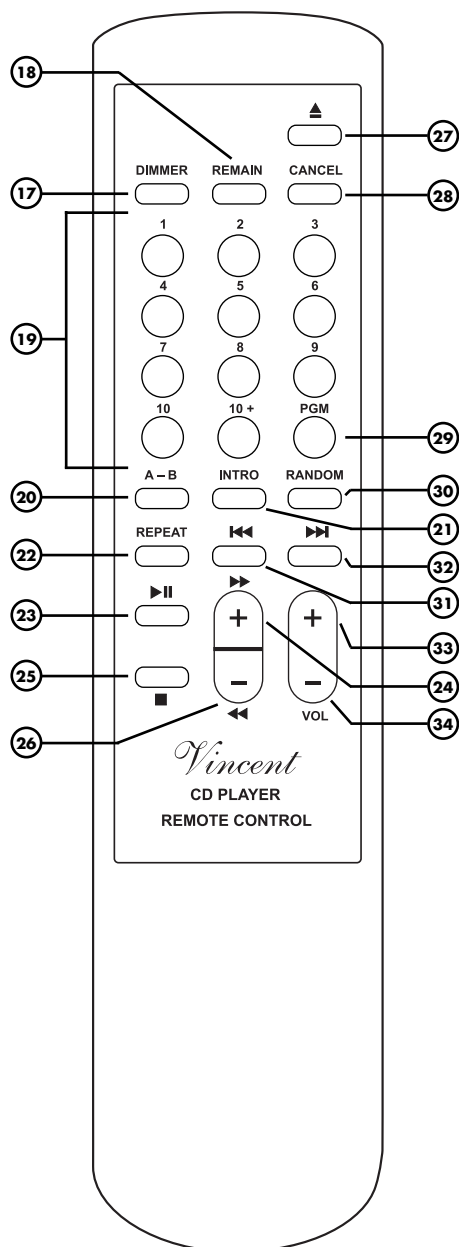 18
⏏
27
DIMMER REMAIN CANCEL
17
28
1 2 3
4 5 6
19
7 8 9
10 10 + PGM
29
A – B INTRO RANDOM
20
30
21
REPEAT ⏮ ⏭
22
32
31
▶II ▶▶
23
+ +
33
25
24
– –
■ ◀◀ VOL
26
34
Vincent
CD PLAYER
REMOTE CONTROL